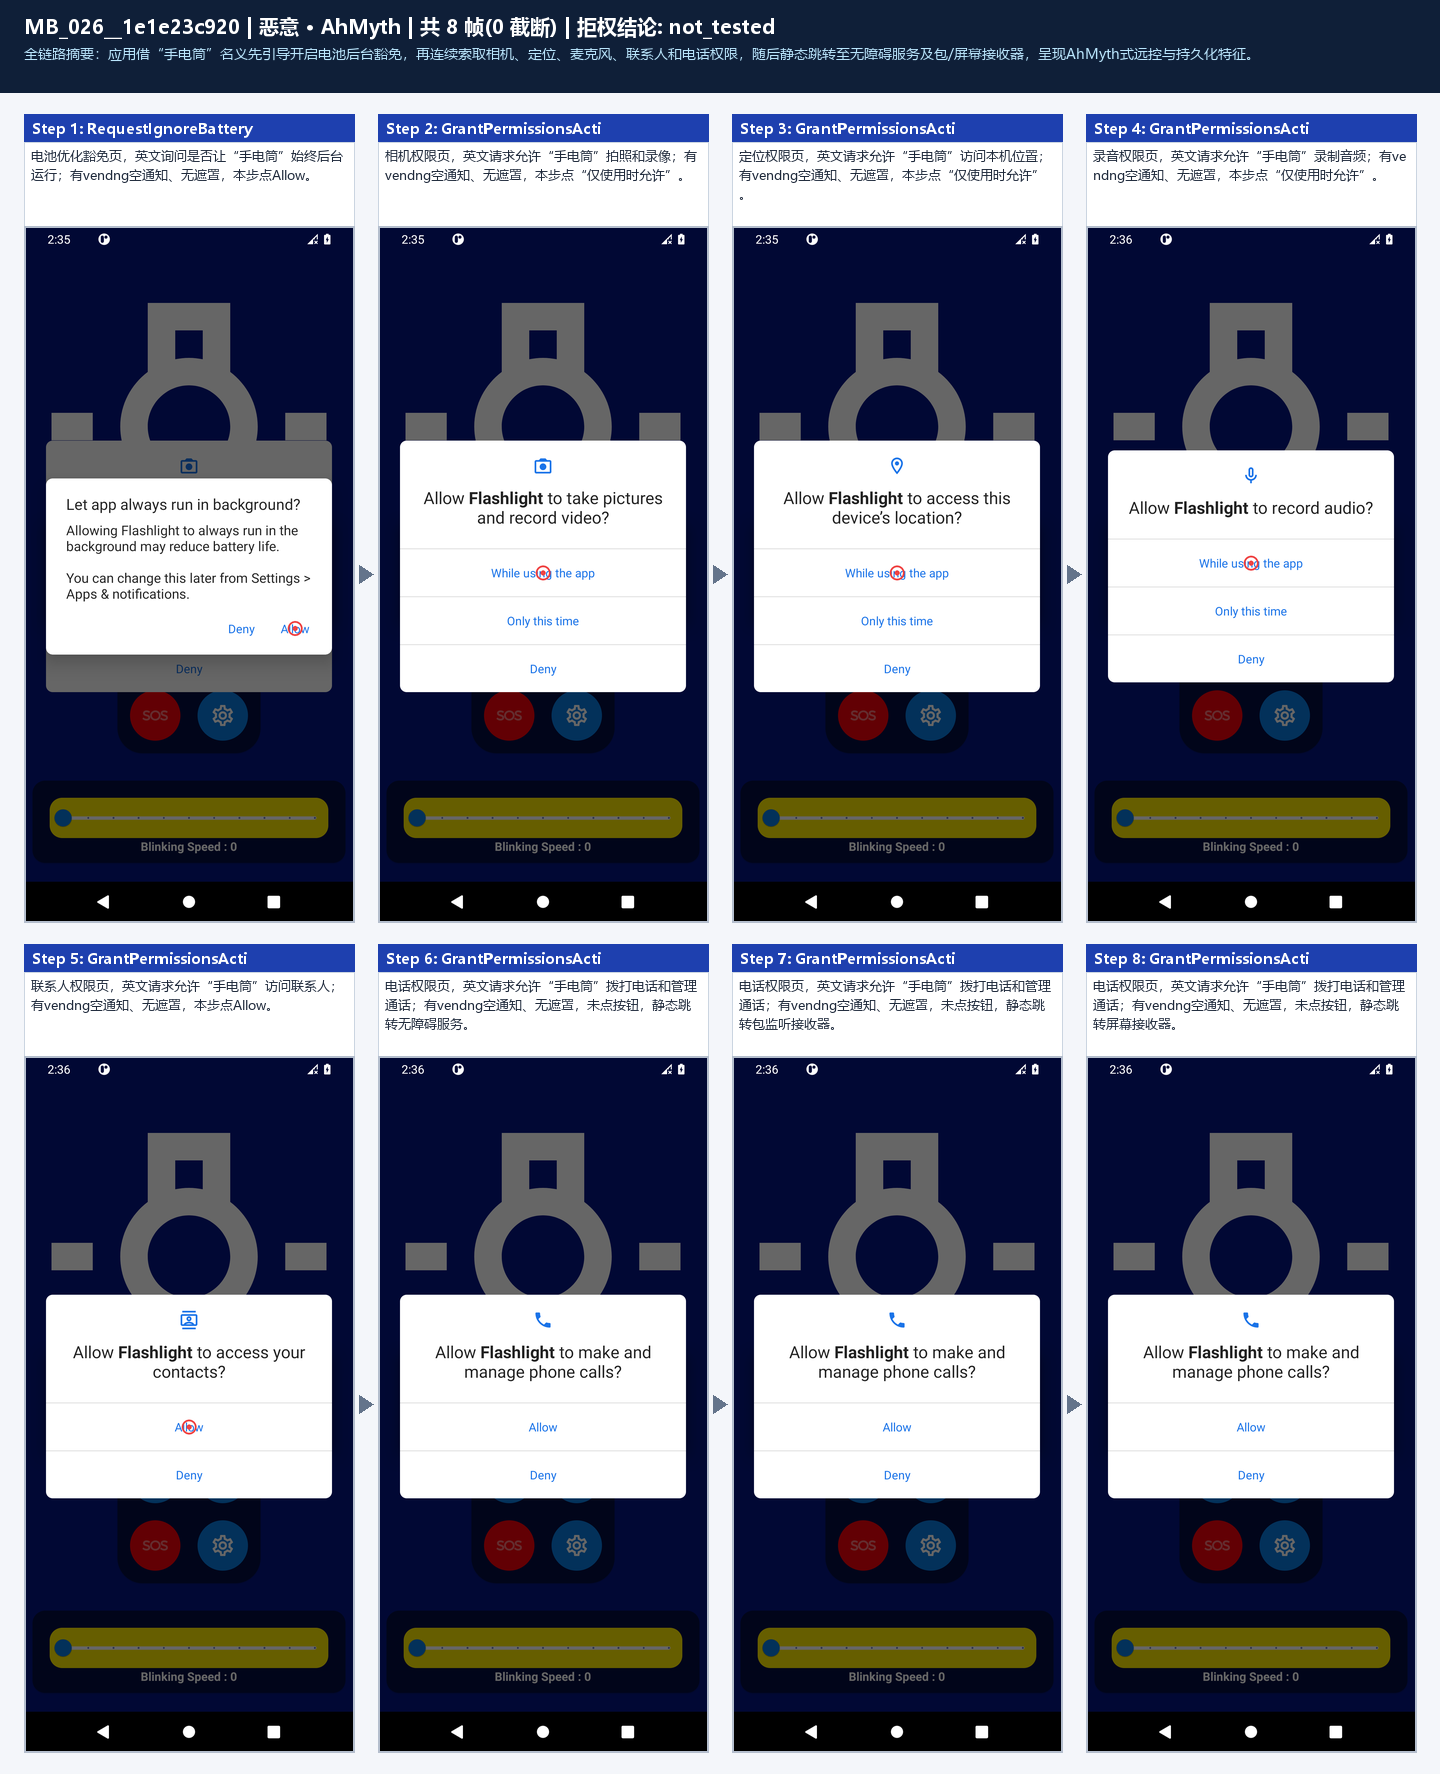 MB_026__1e1e23c920 | 恶意 • AhMyth | 共 8 帧(0 截断) | 拒权结论: not_tested
全链路摘要：应用借“手电筒”名义先引导开启电池后台豁免，再连续索取相机、定位、麦克风、联系人和电话权限，随后静态跳转至无障碍服务及包/屏幕接收器，呈现AhMyth式远控与持久化特征。
Step 1: RequestIgnoreBattery
电池优化豁免页，英文询问是否让“手电筒”始终后台
运行；有vendng空通知、无遮罩，本步点Allow。
2:35
Let app always run in background?
Allowing Flashlight to always run in the
background may reduce battery life.
You can change this later from Settings >
Apps & notifications.
Deny
Allow
Deny
SOS
Blinking Speed : 0
Step 2: GrantPermissionsActi
相机权限页，英文请求允许“手电筒”拍照和录像；有
vendng空通知、无遮罩，本步点“仅使用时允许”。
2:35
Allow Flashlight to take pictures
and record video?
While using the app
Only this time
Deny
SOS
Blinking Speed : 0
Step 3: GrantPermissionsActi
定位权限页，英文请求允许“手电筒”访问本机位置；
有vendng空通知、无遮罩，本步点“仅使用时允许”
。
2:35
Allow Flashlight to access this
device’s location?
While using the app
Only this time
Deny
SOS
Blinking Speed : 0
Step 4: GrantPermissionsActi
录音权限页，英文请求允许“手电筒”录制音频；有ve
ndng空通知、无遮罩，本步点“仅使用时允许”。
2:36
Allow Flashlight to record audio?
While using the app
Only this time
Deny
SOS
Blinking Speed : 0
Step 5: GrantPermissionsActi
联系人权限页，英文请求允许“手电筒”访问联系人；
有vendng空通知、无遮罩，本步点Allow。
2:36
Allow Flashlight to access your
contacts?
Allow
Deny
SOS
Blinking Speed : 0
Step 6: GrantPermissionsActi
电话权限页，英文请求允许“手电筒”拨打电话和管理
通话；有vendng空通知、无遮罩，未点按钮，静态跳
转无障碍服务。
2:36
Allow Flashlight to make and
manage phone calls?
Allow
Deny
SOS
Blinking Speed : 0
Step 7: GrantPermissionsActi
电话权限页，英文请求允许“手电筒”拨打电话和管理
通话；有vendng空通知、无遮罩，未点按钮，静态跳
转包监听接收器。
2:36
Allow Flashlight to make and
manage phone calls?
Allow
Deny
SOS
Blinking Speed : 0
Step 8: GrantPermissionsActi
电话权限页，英文请求允许“手电筒”拨打电话和管理
通话；有vendng空通知、无遮罩，未点按钮，静态跳
转屏幕接收器。
2:36
Allow Flashlight to make and
manage phone calls?
Allow
Deny
SOS
Blinking Speed : 0